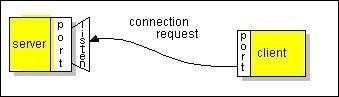 server
port
listen
connection
request
port
client